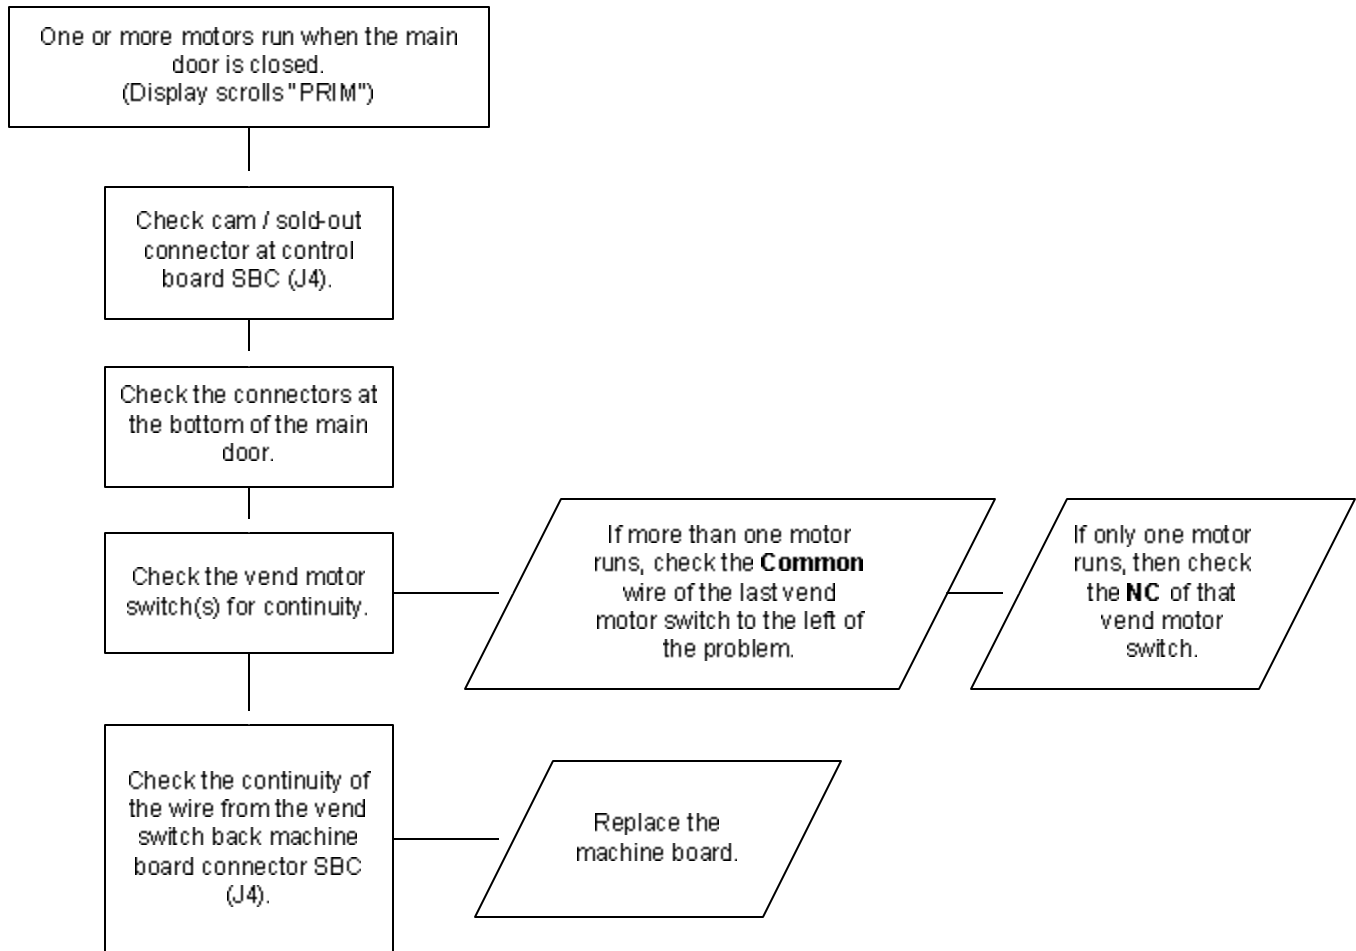 One or more motors run when the main
door is closed.
(Display scrolls "PRIM")
Check cam / sold-out
connector at control
board SBC (J4).
Check the connectors at
the bottom of the main
door.
Check the vend motor
switch(s) for continuity.
If more than one motor
runs, check the Common
wire of the last vend
motor switch to the left of
the problem.
If only one motor
runs, then check
the NC of that
vend motor
switch.
Check the continuity of
the wire from the vend
switch back machine
board connector SBC
(J4).
Replace the
machine board.